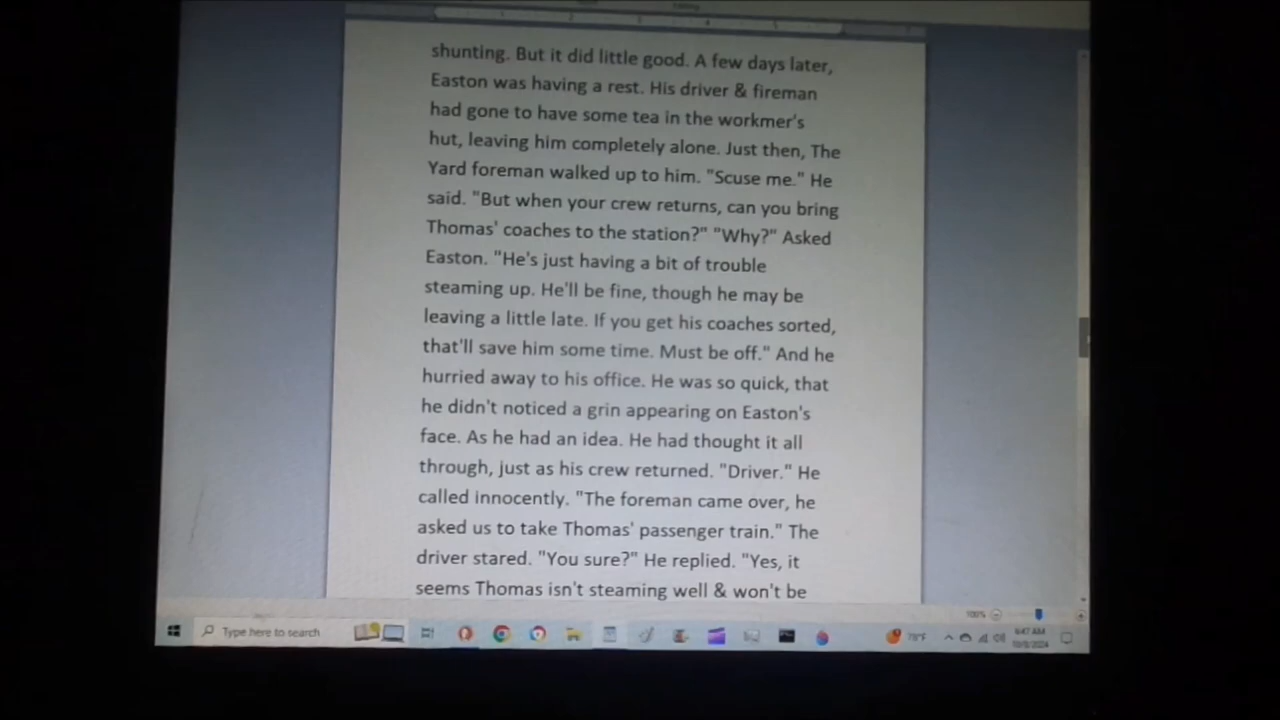 shunting. But it did little good. A few days later,
Easton was having a rest. His driver & fireman
had gone to have some tea in the workmer's
hut, leaving him completely alone. Just then, The
Yard foreman walked up to him. "Scuse me." He
said. "But when your crew returns, can you bring
Thomas' coaches to the station?" "Why?" Asked
Easton. "He's just having a bit of trouble
steaming up. He'll be fine, though he may be
leaving a little late. If you get his coaches sorted,
that'll save him some time. Must be off." And he
hurried away to his office. He was so quick, that
he didn't noticed a grin appearing on Easton's
face. As he had an idea. He had thought it all
through, just as his crew returned. "Driver." He
called innocently. "The foreman came over, he
asked us to take Thomas' passenger train." The
driver stared. "You sure?" He replied. "Yes, it
seems Thomas isn't steaming well & won't be
100%
Type here to search
78°F
6:47 AM